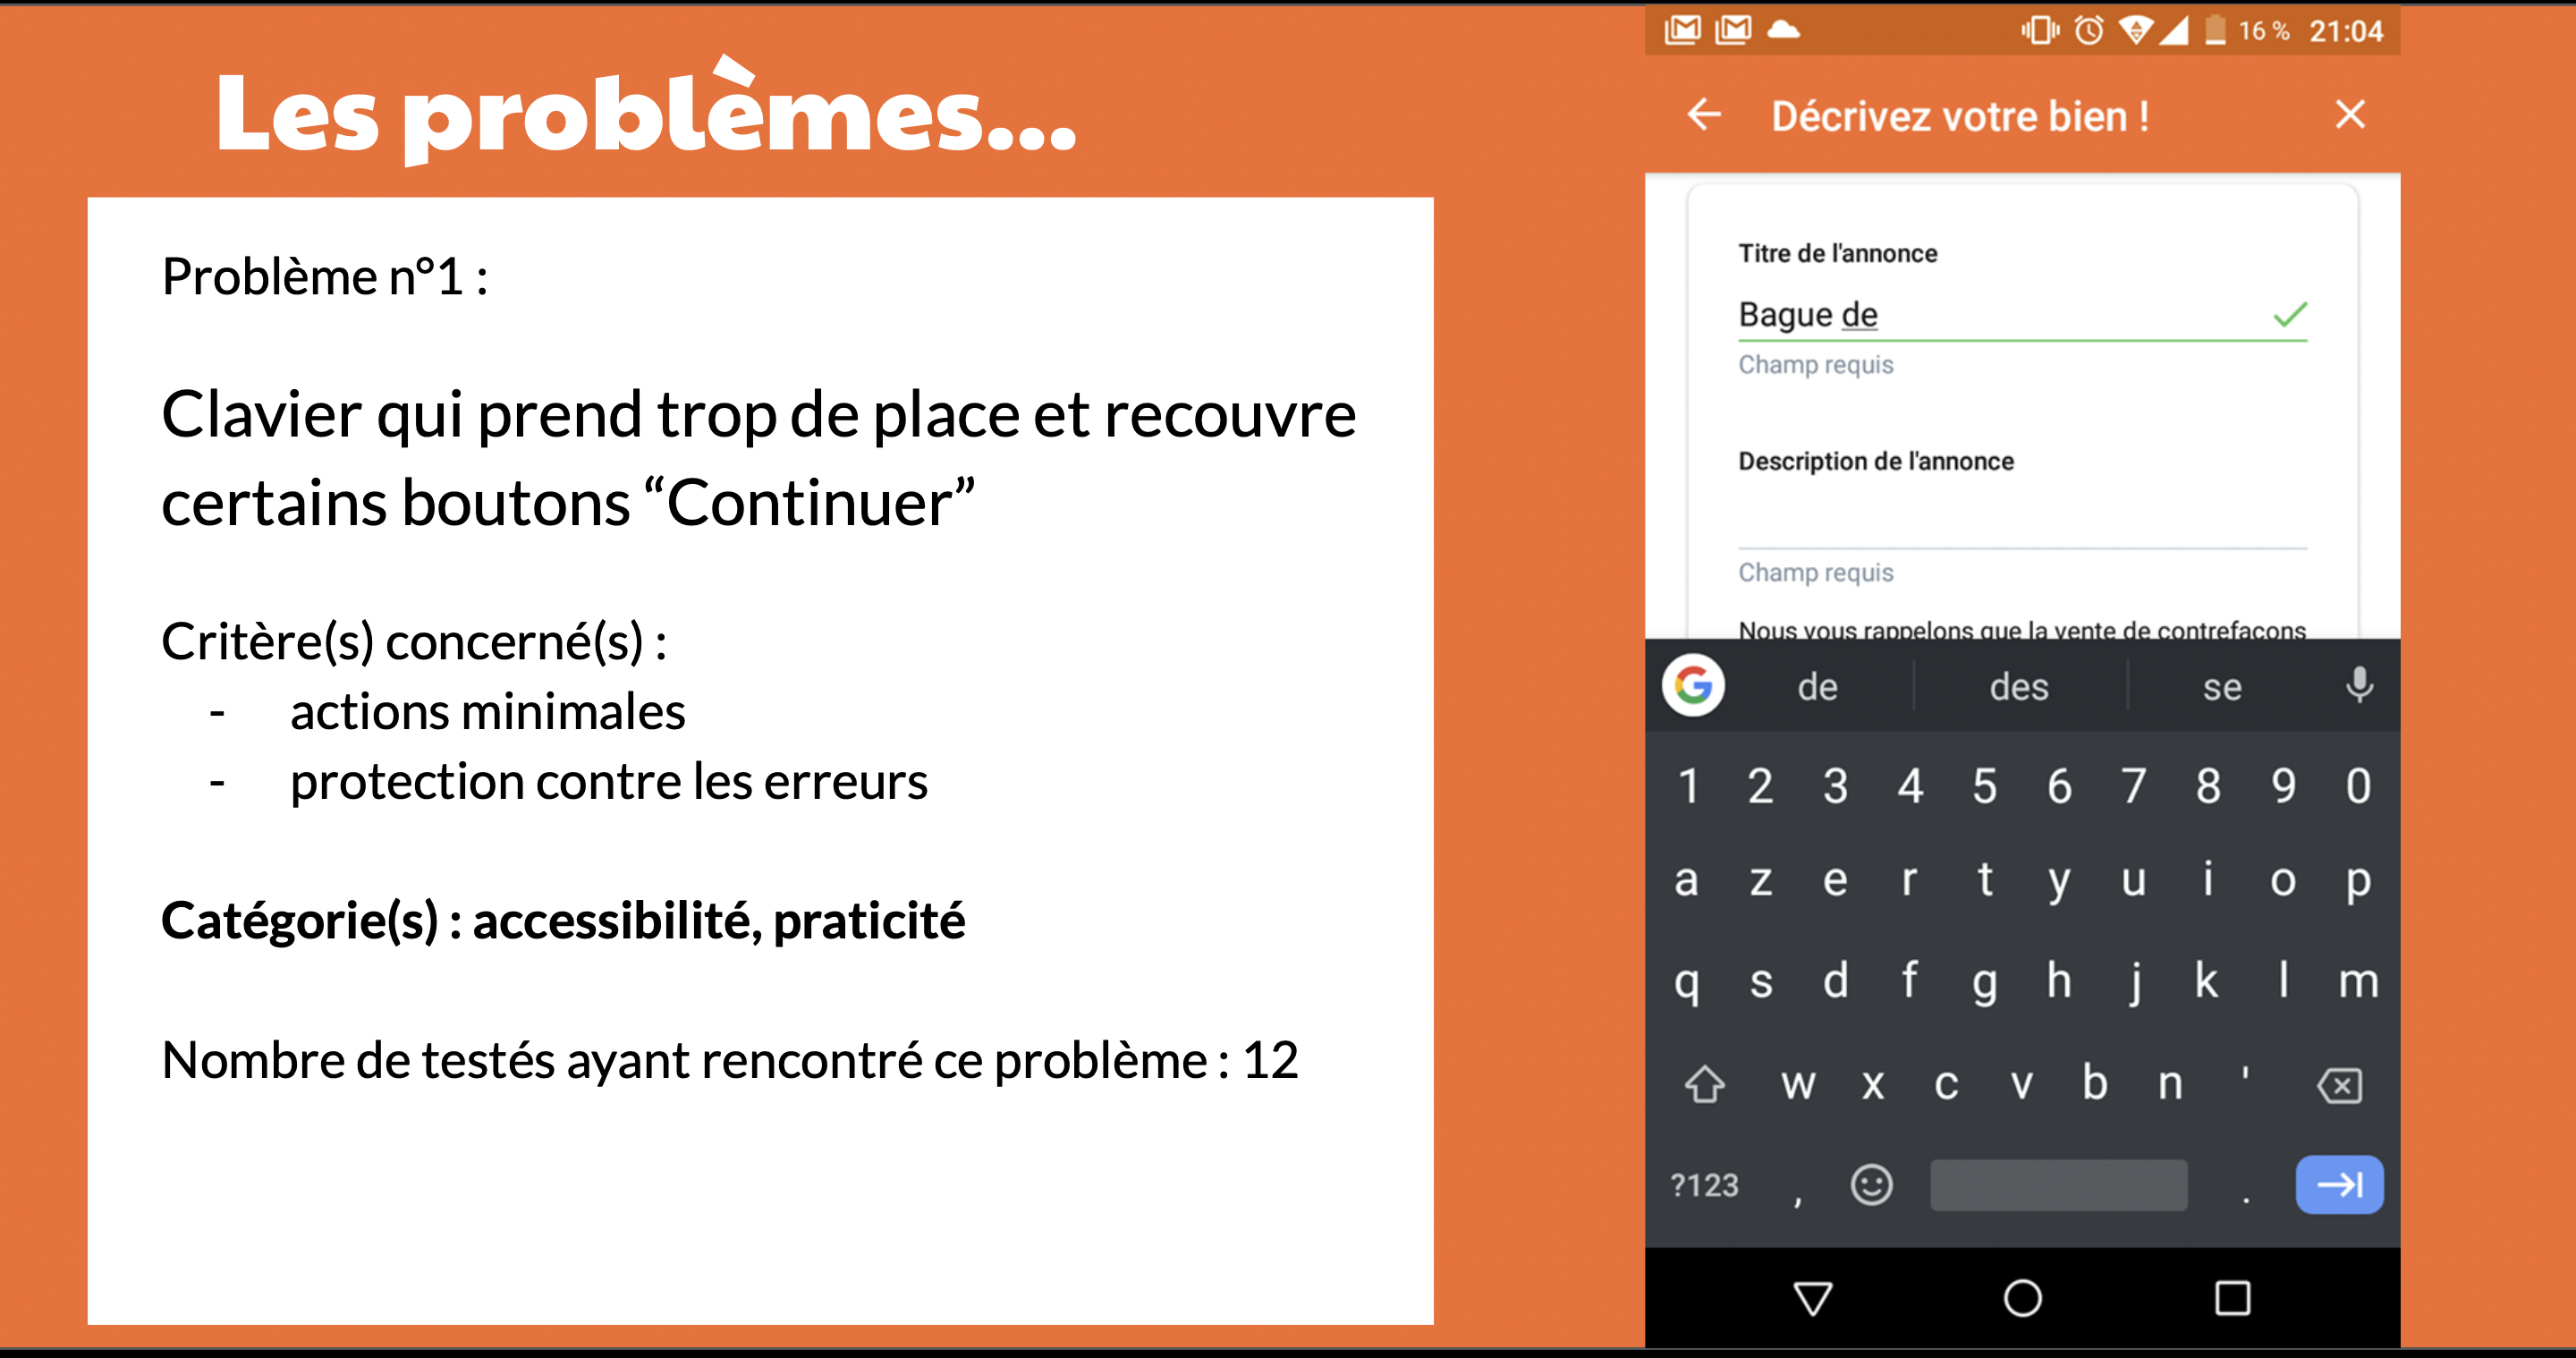 Les problèmes...
Problème n°1 :
Clavier qui prend trop de place et recouvre
certains boutons “Continuer”
Critère(s) concerné(s) :
- actions minimales
- protection contre les erreurs
Catégorie(s) : accessibilité, praticité
Nombre de testés ayant rencontré ce problème : 12
16 % 21:04
Décrivez votre bien !
Titre de l'annonce
Bague de
Champ requis
Description de l'annonce
Champ requis
Nous vous rappelons que la vente de contrefaçons
G de des se
1 2 3 4 5 6 7 8 9 0
a z e r t y u i o p
q s d f g h j k l m
w x c v b n '
?123 , .